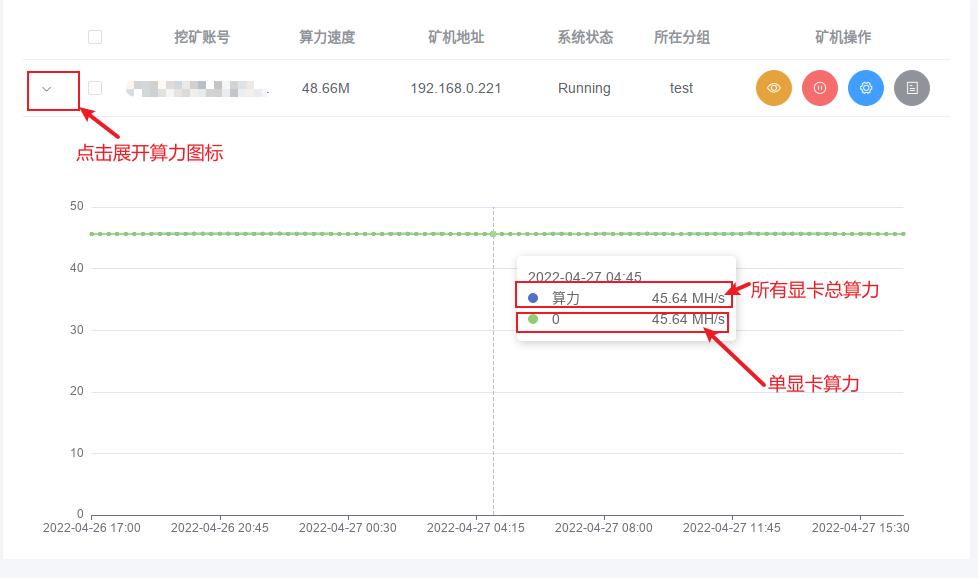 挖矿账号 算力速度 矿机地址 系统状态 所在分组 矿机操作
48.66M 192.168.0.221 Running test
点击展开算力图标
50
40
30
20
10
0
2022-04-27 04:45
算力 45.64 MH/s
0 45.64 MH/s
所有显卡总算力
单显卡算力
2022-04-26 17:00 2022-04-26 20:45 2022-04-27 00:30 2022-04-27 04:15 2022-04-27 08:00 2022-04-27 11:45 2022-04-27 15:30